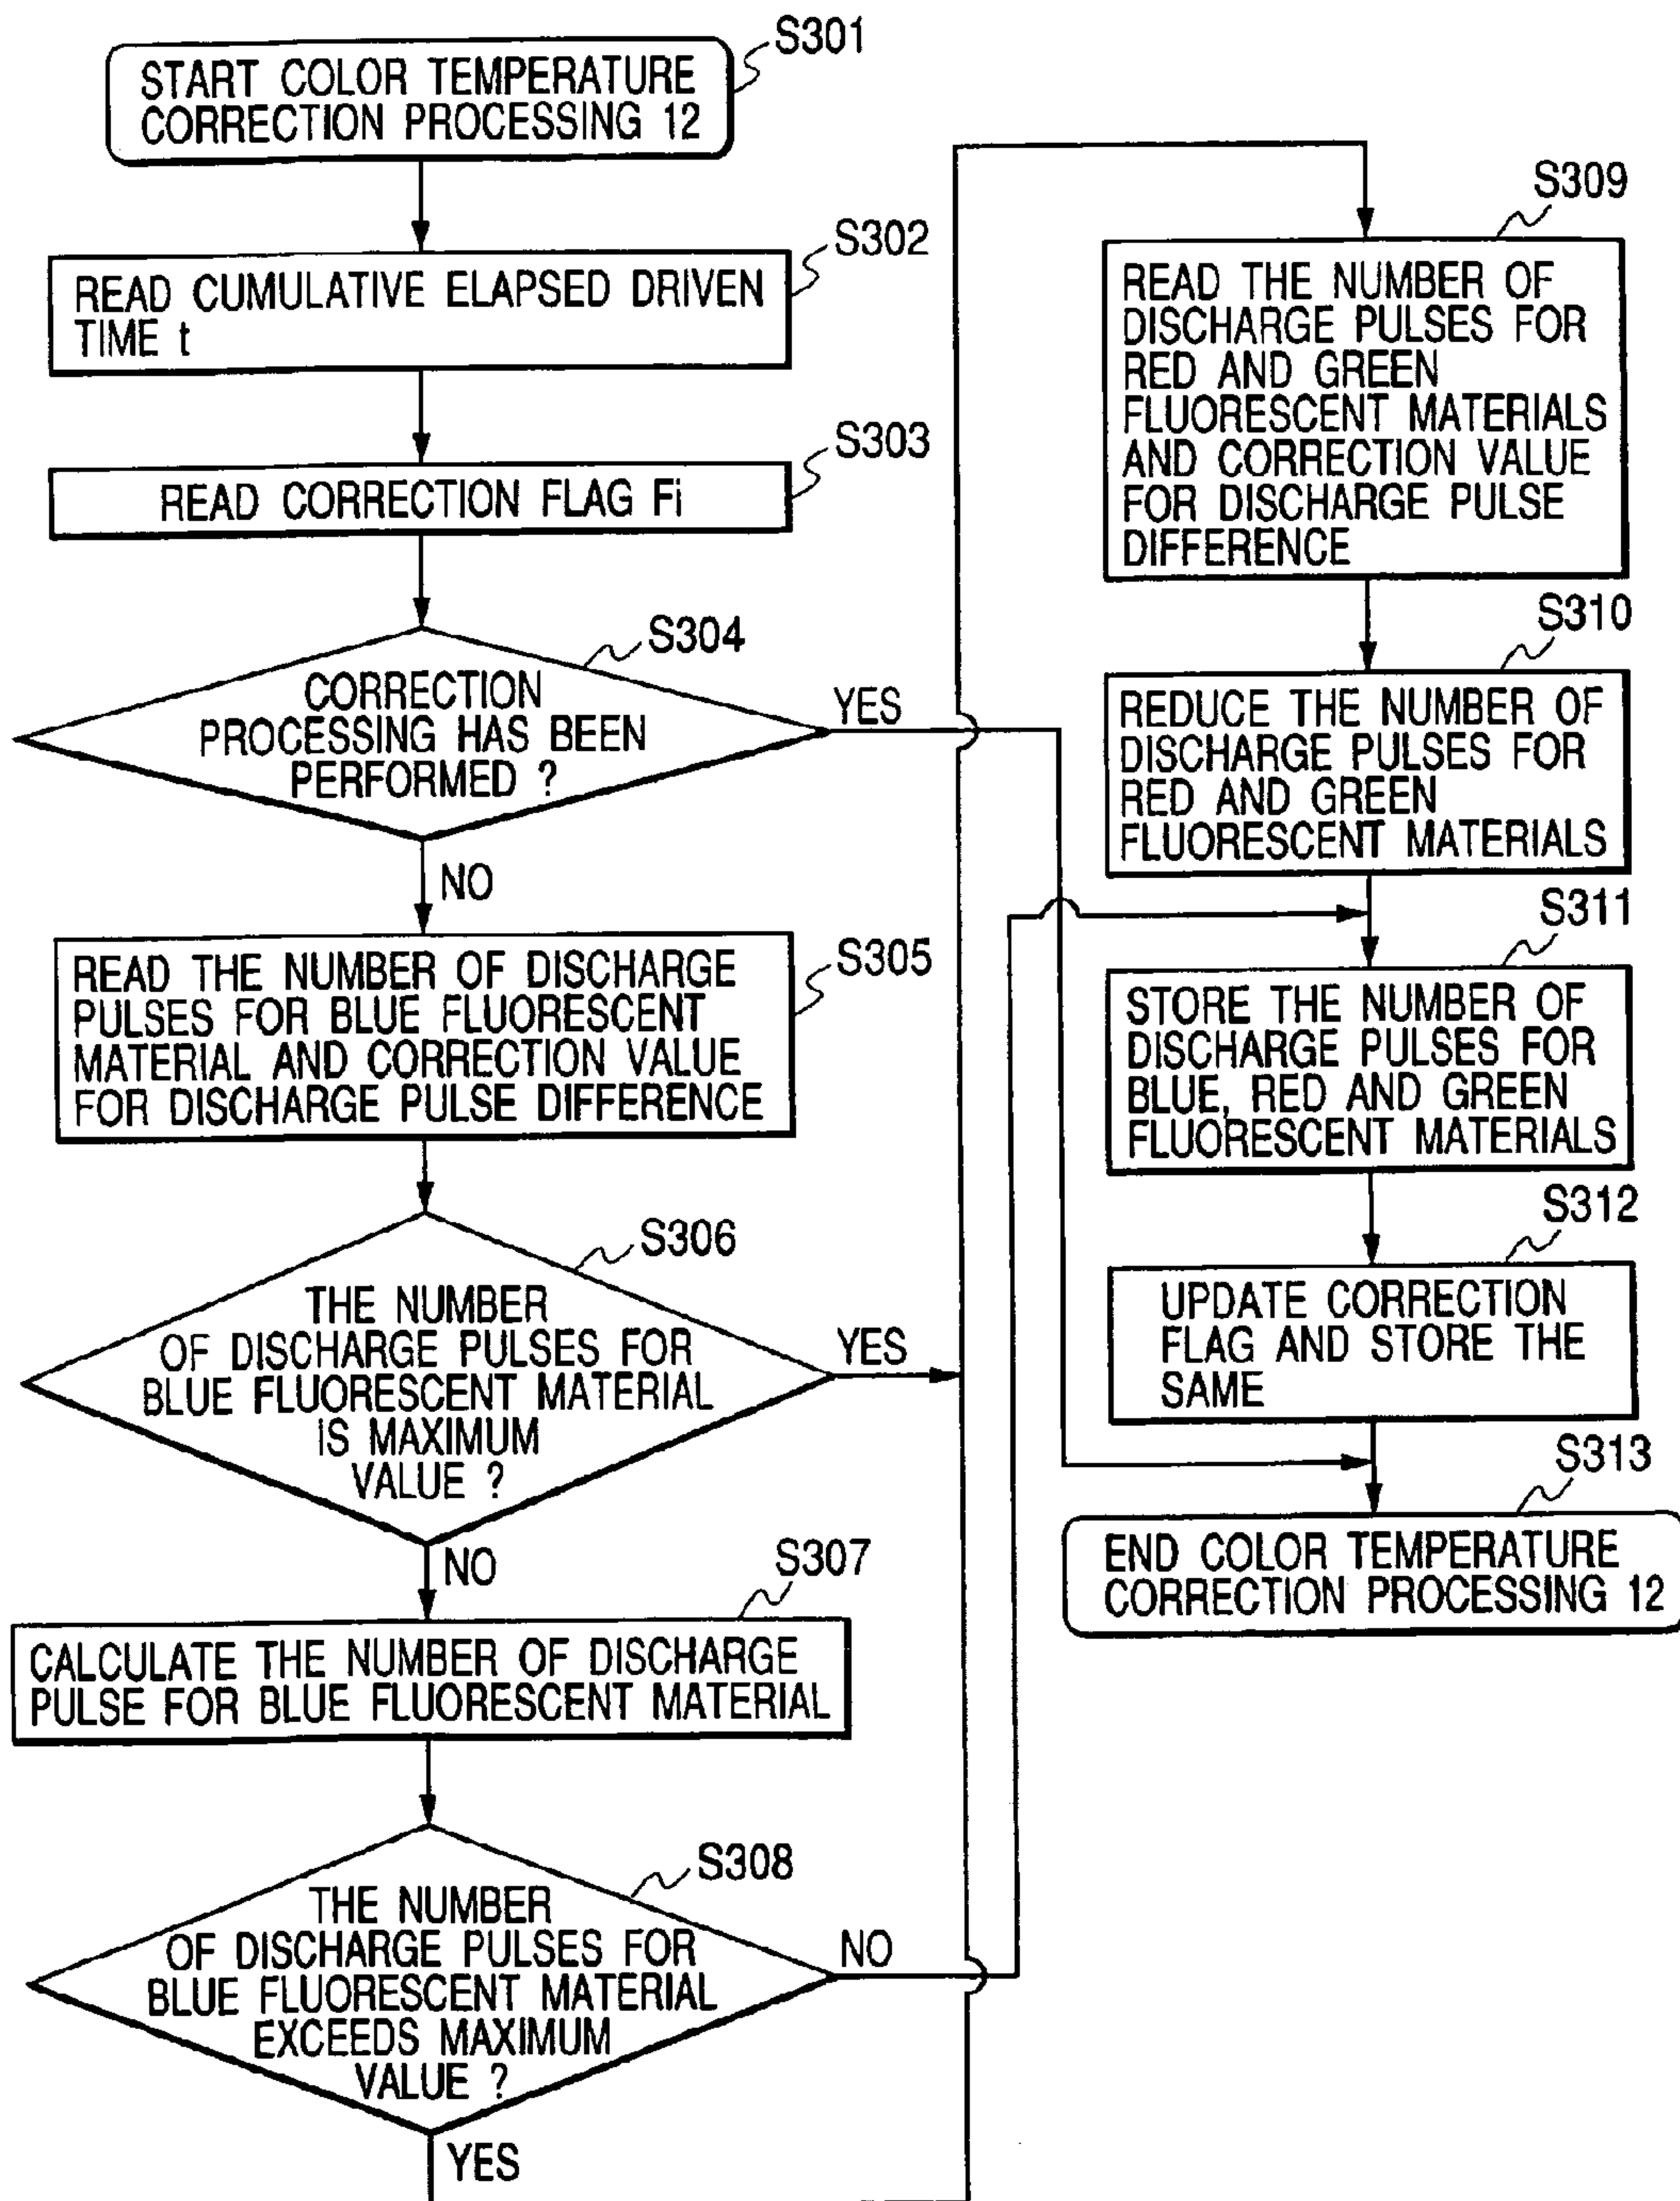 S301
START COLOR TEMPERATURE
CORRECTION PROCESSING 12
S302
READ CUMULATIVE ELAPSED DRIVEN
TIME t
S303
READ CORRECTION FLAG Fi
S304
CORRECTION
PROCESSING HAS BEEN
PERFORMED ?
YES
NO
S305
READ THE NUMBER OF DISCHARGE
PULSES FOR BLUE FLUORESCENT
MATERIAL AND CORRECTION VALUE
FOR DISCHARGE PULSE DIFFERENCE
S306
THE NUMBER
OF DISCHARGE PULSES FOR
BLUE FLUORESCENT MATERIAL
IS MAXIMUM
VALUE ?
YES
NO
S307
CALCULATE THE NUMBER OF DISCHARGE
PULSE FOR BLUE FLUORESCENT MATERIAL
S308
THE NUMBER
OF DISCHARGE PULSES FOR
BLUE FLUORESCENT MATERIAL
EXCEEDS MAXIMUM
VALUE ?
NO
YES
S309
READ THE NUMBER OF
DISCHARGE PULSES FOR
RED AND GREEN
FLUORESCENT MATERIALS
AND CORRECTION VALUE
FOR DISCHARGE PULSE
DIFFERENCE
S310
REDUCE THE NUMBER OF
DISCHARGE PULSES FOR
RED AND GREEN
FLUORESCENT MATERIALS
S311
STORE THE NUMBER OF
DISCHARGE PULSES FOR
BLUE, RED AND GREEN
FLUORESCENT MATERIALS
S312
UPDATE CORRECTION
FLAG AND STORE THE
SAME
S313
END COLOR TEMPERATURE
CORRECTION PROCESSING 12